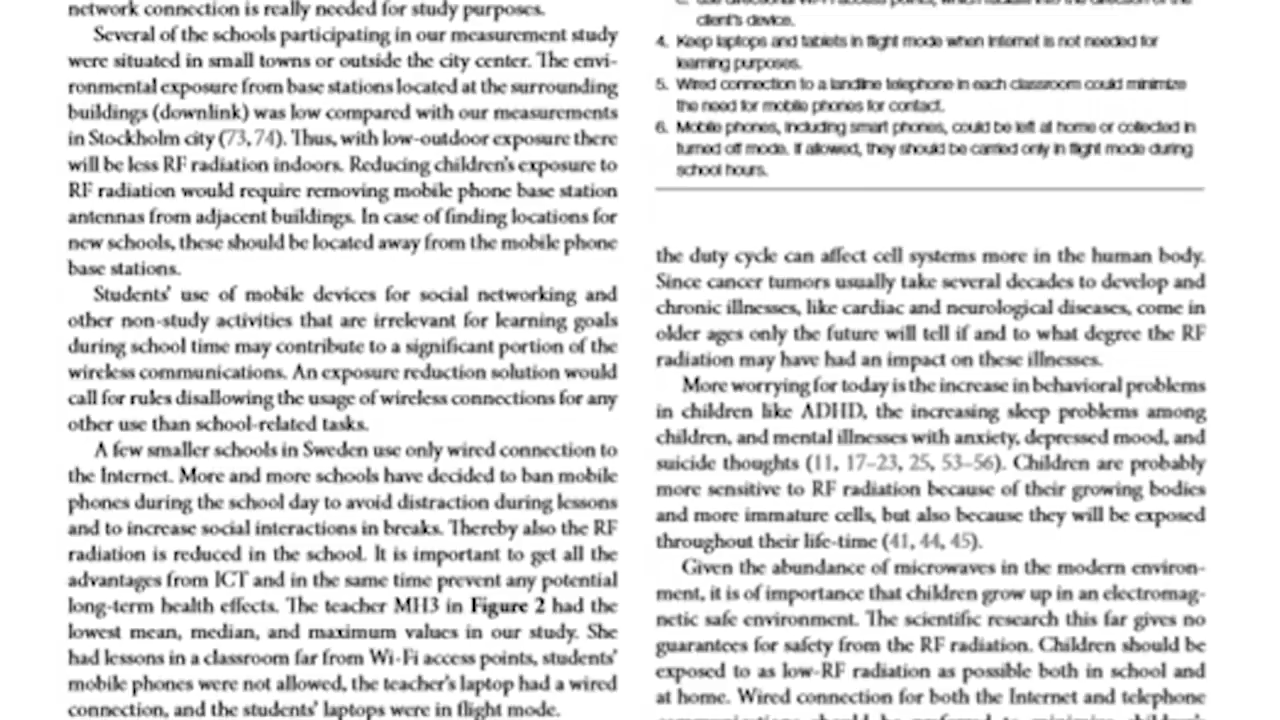 network connection is really needed for study purposes.
Several of the schools participating in our measurement study
were situated in small towns or outside the city center. The envi-
ronmental exposure from base stations located at the surrounding
buildings (downlink) was low compared with our measurements
in Stockholm city (73, 74). Thus, with low-outdoor exposure there
will be less RF radiation indoors. Reducing children's exposure to
RF radiation would require removing mobile phone base station
antennas from adjacent buildings. In case of finding locations for
new schools, these should be located away from the mobile phone
base stations.
Students' use of mobile devices for social networking and
other non-study activities that are irrelevant for learning goals
during school time may contribute to a significant portion of the
wireless communications. An exposure reduction solution would
call for rules disallowing the usage of wireless connections for any
other use than school-related tasks.
A few smaller schools in Sweden use only wired connection to
the Internet. More and more schools have decided to ban mobile
phones during the school day to avoid distraction during lessons
and to increase social interactions in breaks. Thereby also the RF
radiation is reduced in the school. It is important to get all the
advantages from ICT and in the same time prevent any potential
long-term health effects. The teacher MH3 in Figure 2 had the
lowest mean, median, and maximum values in our study. She
had lessons in a classroom far from Wi-Fi access points, students'
mobile phones were not allowed, the teacher's laptop had a wired
connection, and the students' laptops were in flight mode.
client's device.
4. Keep laptops and tablets in flight mode when Internet is not needed for
learning purposes.
5. Wired connection to a landline telephone in each classroom could minimize
the need for mobile phones for contact.
6. Mobile phones, including smart phones, could be left at home or collected in
turned off mode. If allowed, they should be carried only in flight mode during
school hours.
the duty cycle can affect cell systems more in the human body.
Since cancer tumors usually take several decades to develop and
chronic illnesses, like cardiac and neurological diseases, come in
older ages only the future will tell if and to what degree the RF
radiation may have had an impact on these illnesses.
More worrying for today is the increase in behavioral problems
in children like ADHD, the increasing sleep problems among
children, and mental illnesses with anxiety, depressed mood, and
suicide thoughts (11, 17–23, 25, 53–56). Children are probably
more sensitive to RF radiation because of their growing bodies
and more immature cells, but also because they will be exposed
throughout their life-time (41, 44, 45).
Given the abundance of microwaves in the modern environ-
ment, it is of importance that children grow up in an electromag-
netic safe environment. The scientific research this far gives no
guarantees for safety from the RF radiation. Children should be
exposed to as low-RF radiation as possible both in school and
at home. Wired connection for both the Internet and telephone